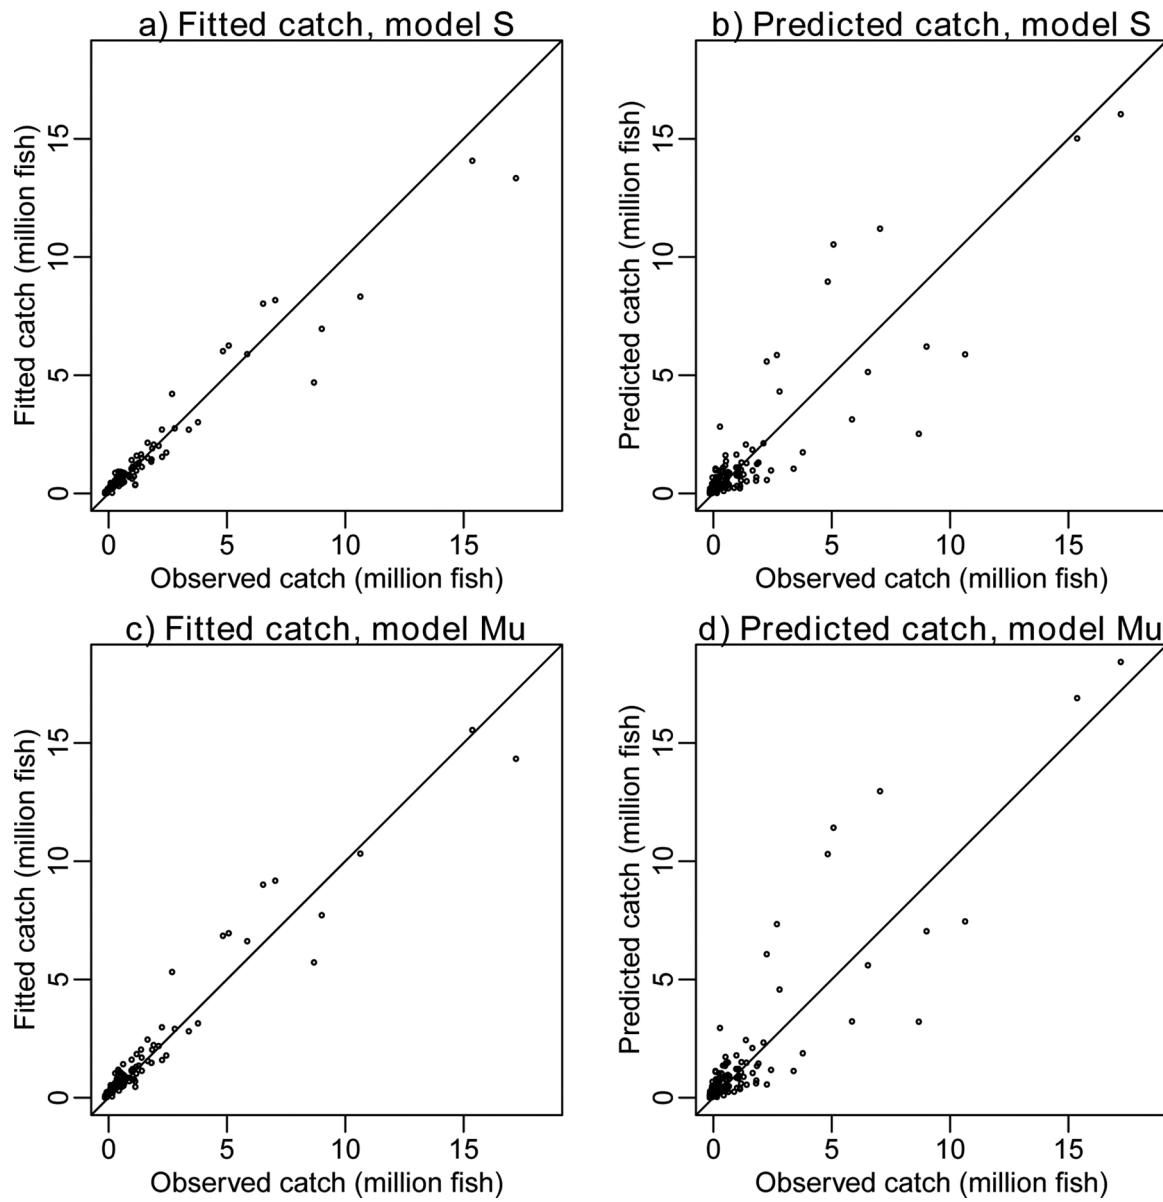 a) Fitted catch, model S
Fitted catch (million fish)
15
10
5
0
0 5 10 15
Observed catch (million fish)
b) Predicted catch, model S
Predicted catch (million fish)
15
10
5
0
0 5 10 15
Observed catch (million fish)
c) Fitted catch, model Mu
Fitted catch (million fish)
15
10
5
0
0 5 10 15
Observed catch (million fish)
d) Predicted catch, model Mu
Predicted catch (million fish)
15
10
5
0
0 5 10 15
Observed catch (million fish)